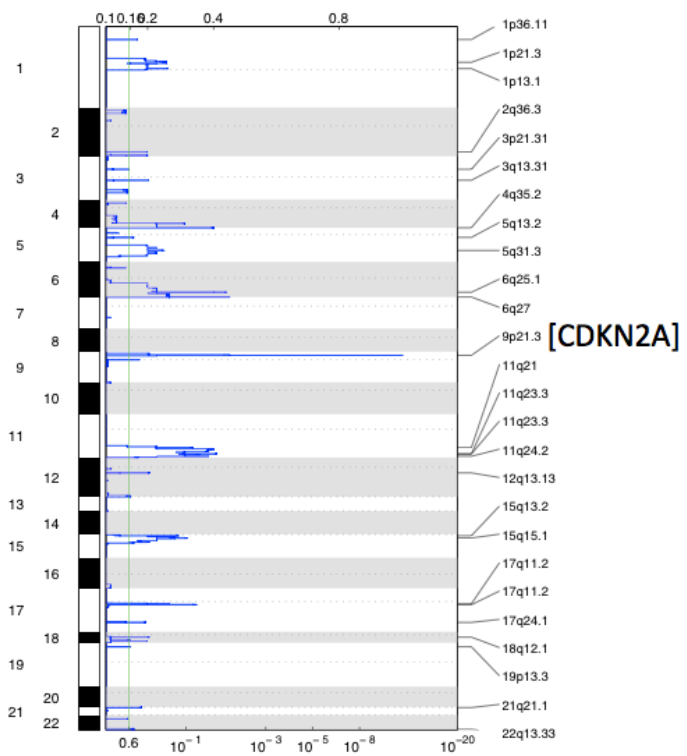 0.1 0.16 0.2 0.4 0.8
1
2
3
4
5
6
7
8
9
10
11
12
13
14
15
16
17
18
19
20
21
22
1p36.11
1p21.3
1p13.1
2q36.3
3p21.31
3q13.31
4q35.2
5q13.2
5q31.3
6q25.1
6q27
9p21.3 [CDKN2A]
11q21
11q23.3
11q23.3
11q24.2
12q13.13
15q13.2
15q15.1
17q11.2
17q11.2
17q24.1
18q12.1
19p13.3
21q21.1
22q13.33
0.6 10⁻¹ 10⁻³ 10⁻⁵ 10⁻⁸ 10⁻²⁰